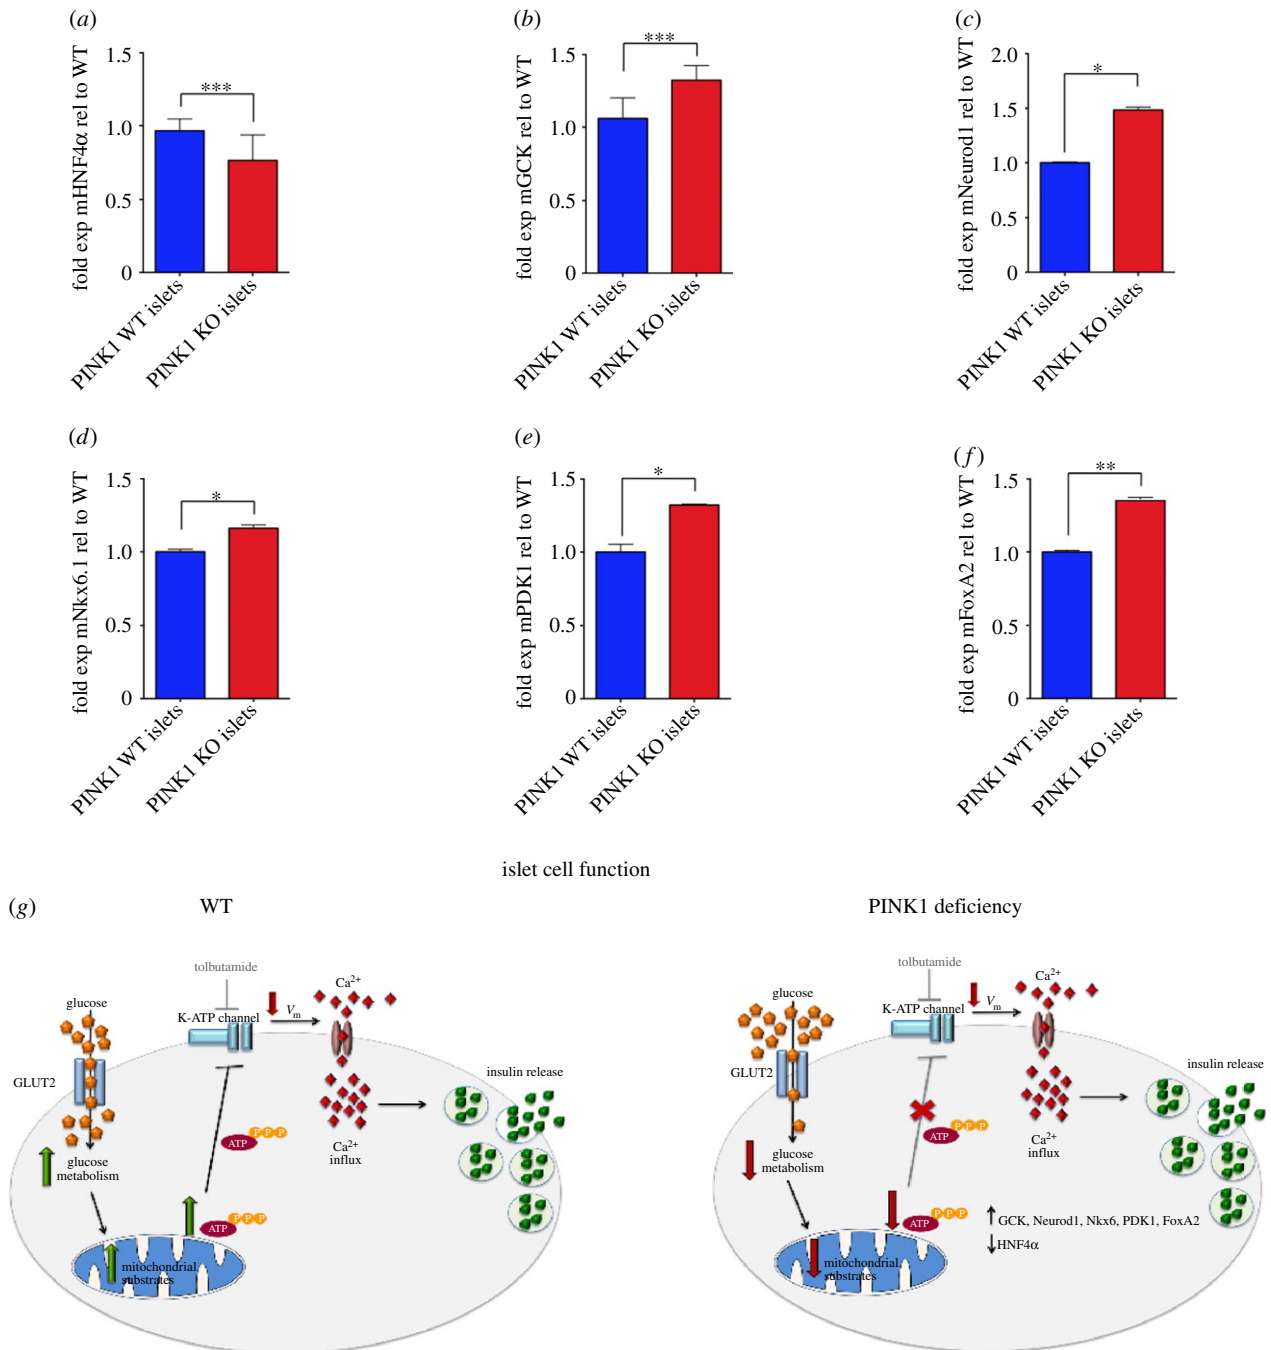 (a)
fold exp mHNF4α rel to WT
1.5
1.0
0.5
0
***
PINK1 WT islets
PINK1 KO islets
(b)
fold exp mGCK rel to WT
1.5
1.0
0.5
0
***
PINK1 WT islets
PINK1 KO islets
(c)
fold exp mNeurod1 rel to WT
2.0
1.5
1.0
0.5
0
*
PINK1 WT islets
PINK1 KO islets
(d)
fold exp mNkx6.1 rel to WT
1.5
1.0
0.5
0
*
PINK1 WT islets
PINK1 KO islets
(e)
fold exp mPDK1 rel to WT
1.5
1.0
0.5
0
*
PINK1 WT islets
PINK1 KO islets
(f)
fold exp mFoxA2 rel to WT
1.5
1.0
0.5
0
**
PINK1 WT islets
PINK1 KO islets
islet cell function
(g)
WT
tolbutamide
glucose
K-ATP channel
Vm
Ca2+
GLUT2
insulin release
ATP
P P P
Ca2+
influx
glucose
metabolism
ATP
P P P
mitochondrial
substrates
PINK1 deficiency
tolbutamide
glucose
K-ATP channel
Vm
Ca2+
GLUT2
insulin release
ATP
P P P
Ca2+
influx
glucose
metabolism
ATP
P P P
GCK, Neurod1, Nkx6, PDK1, FoxA2
HNF4α
mitochondrial
substrates